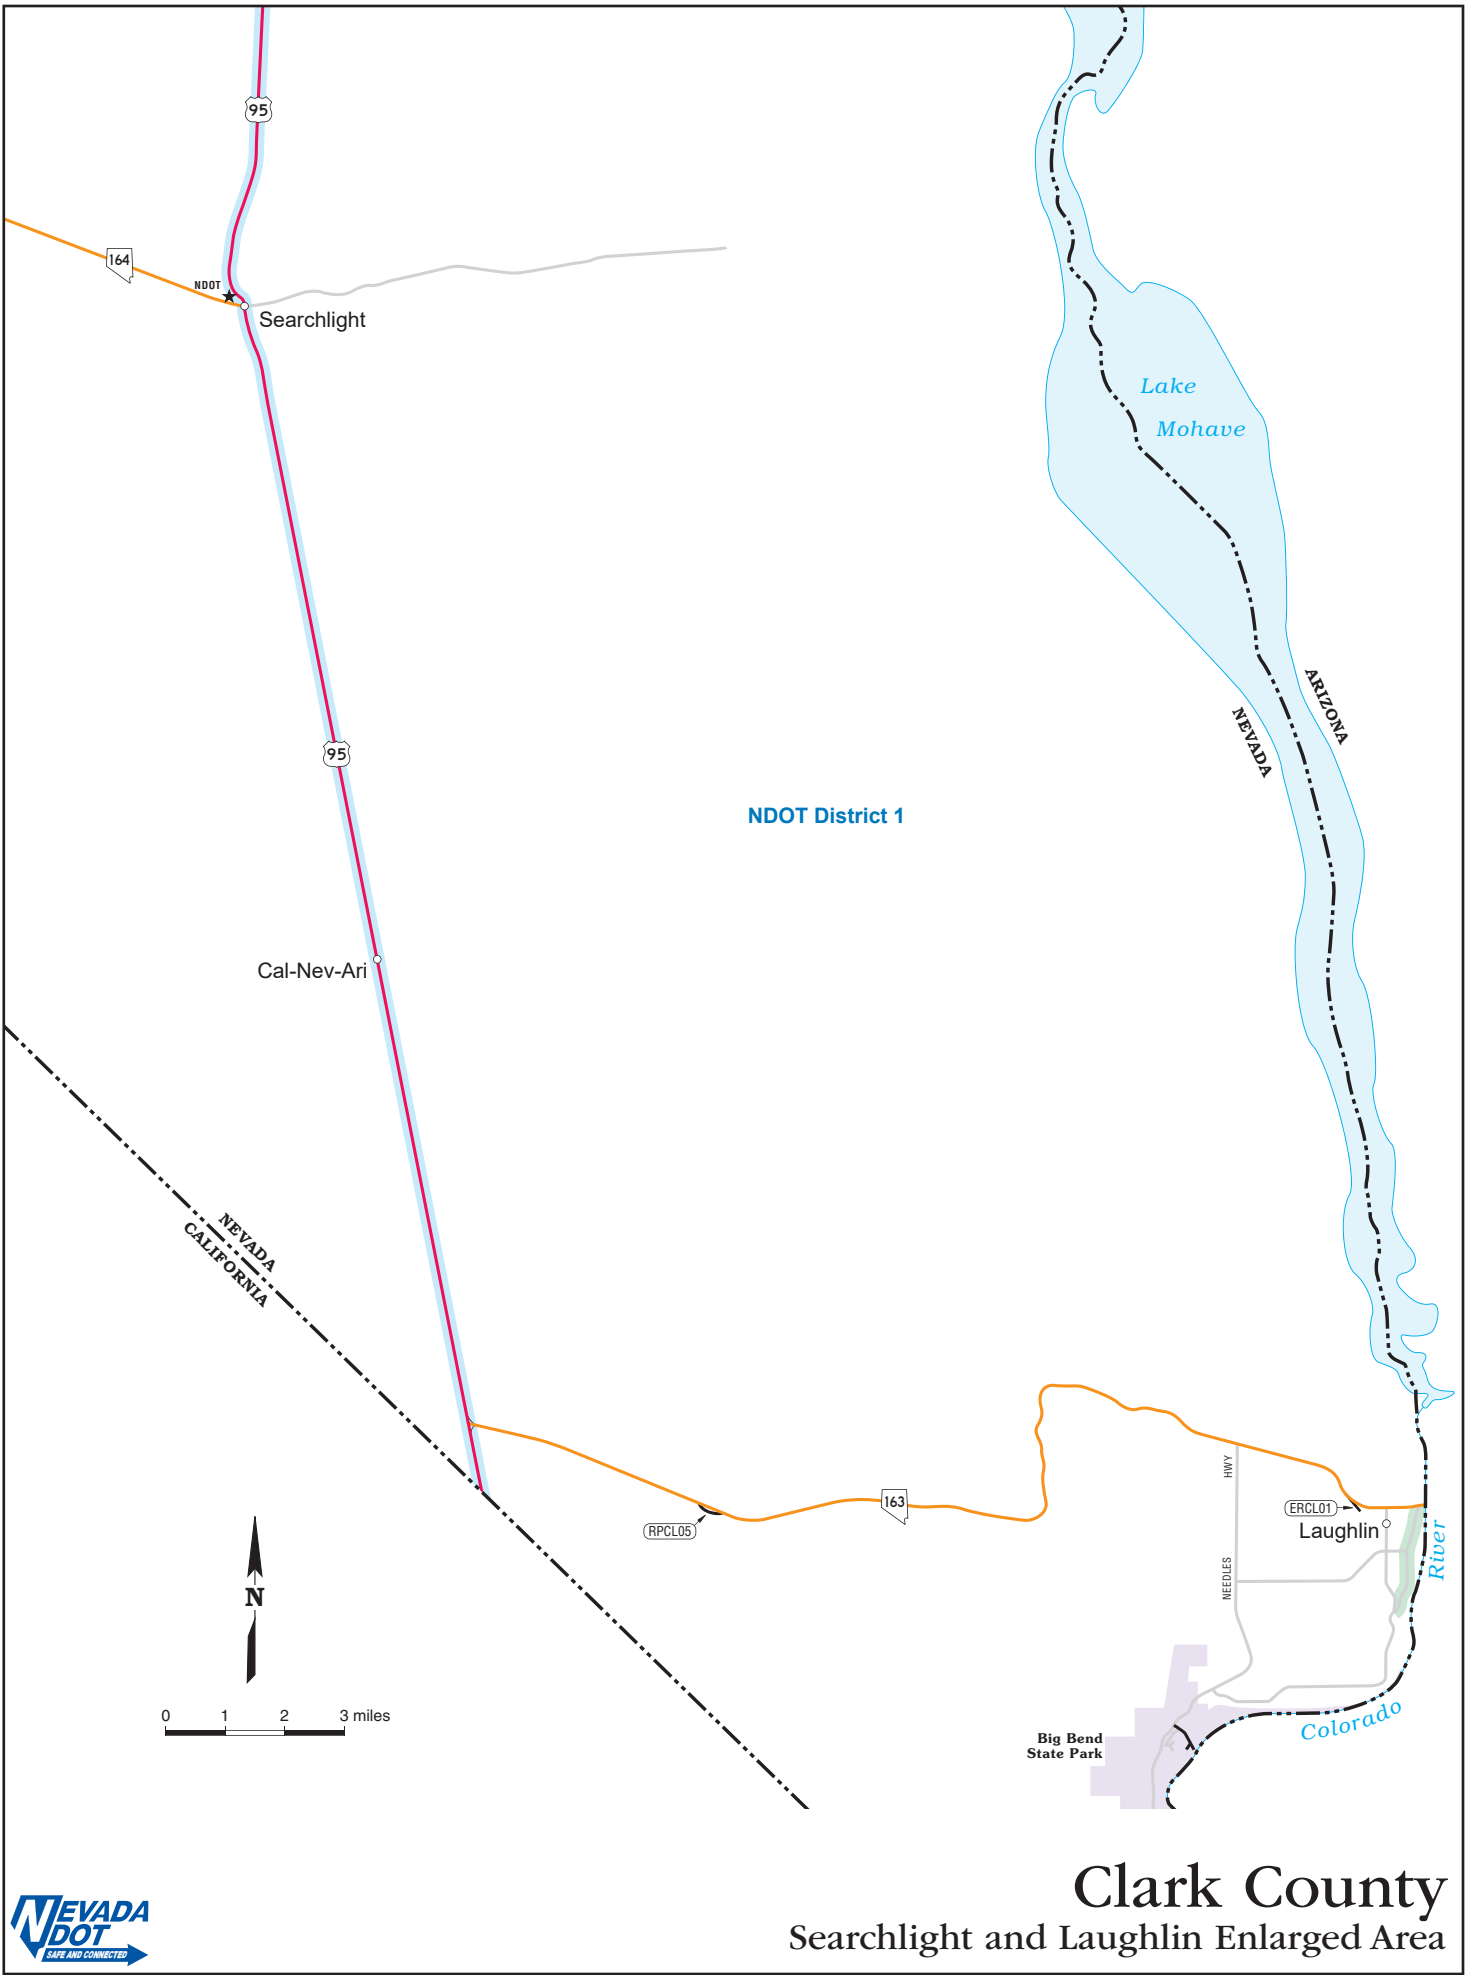 95
164
NDOT
Searchlight
Lake
Mohave
95
ARIZONA
NEVADA
NDOT District 1
Cal-Nev-Ari
NEVADA
CALIFORNIA
HWY
163
ERCL01
RPCL05
Laughlin
River
NEEDLES
N
0 1 2 3 miles
Colorado
Big Bend
State Park
Clark County
Searchlight and Laughlin Enlarged Area
NEVADA
DOT
SAFE AND CONNECTED